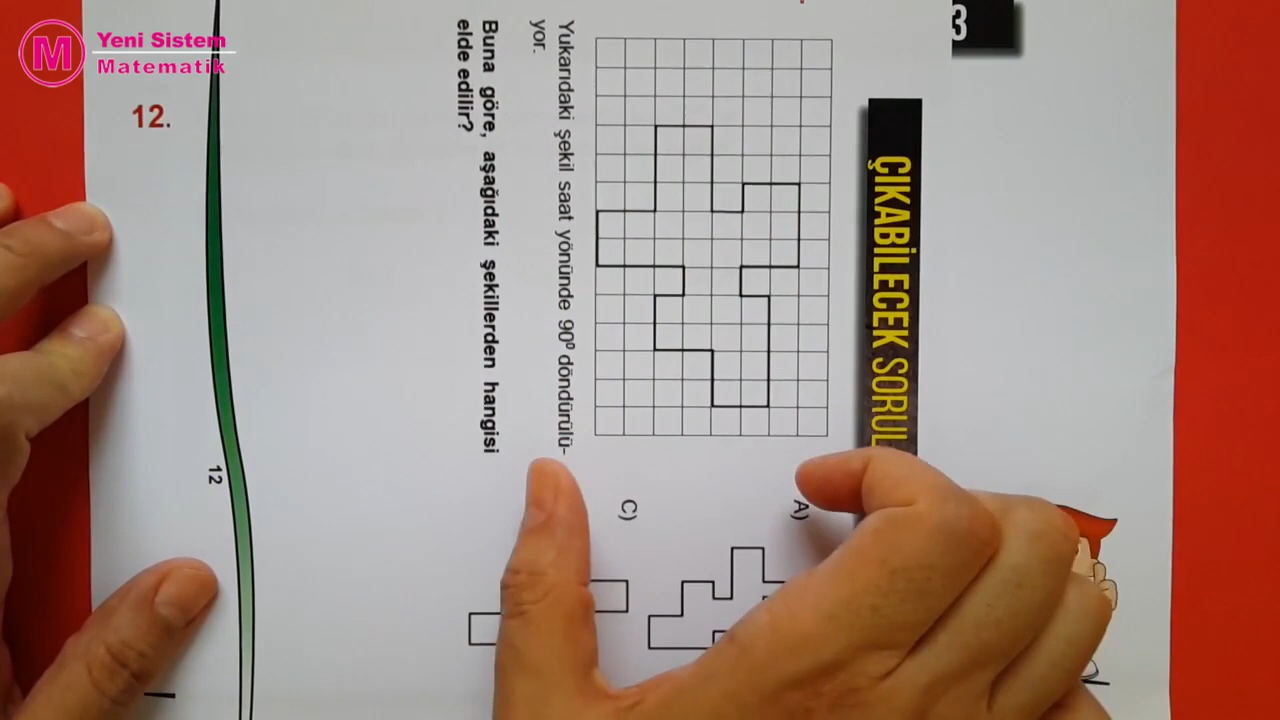 Yeni Sistem
Matematik
M
12.
3
ÇIKABİLECEK SORUL
Yukarıdaki şekil saat yönünde 90⁰ döndürülü-
yor.
Buna göre, aşağıdaki şekillerden hangisi
elde edilir?
A)
C)
12